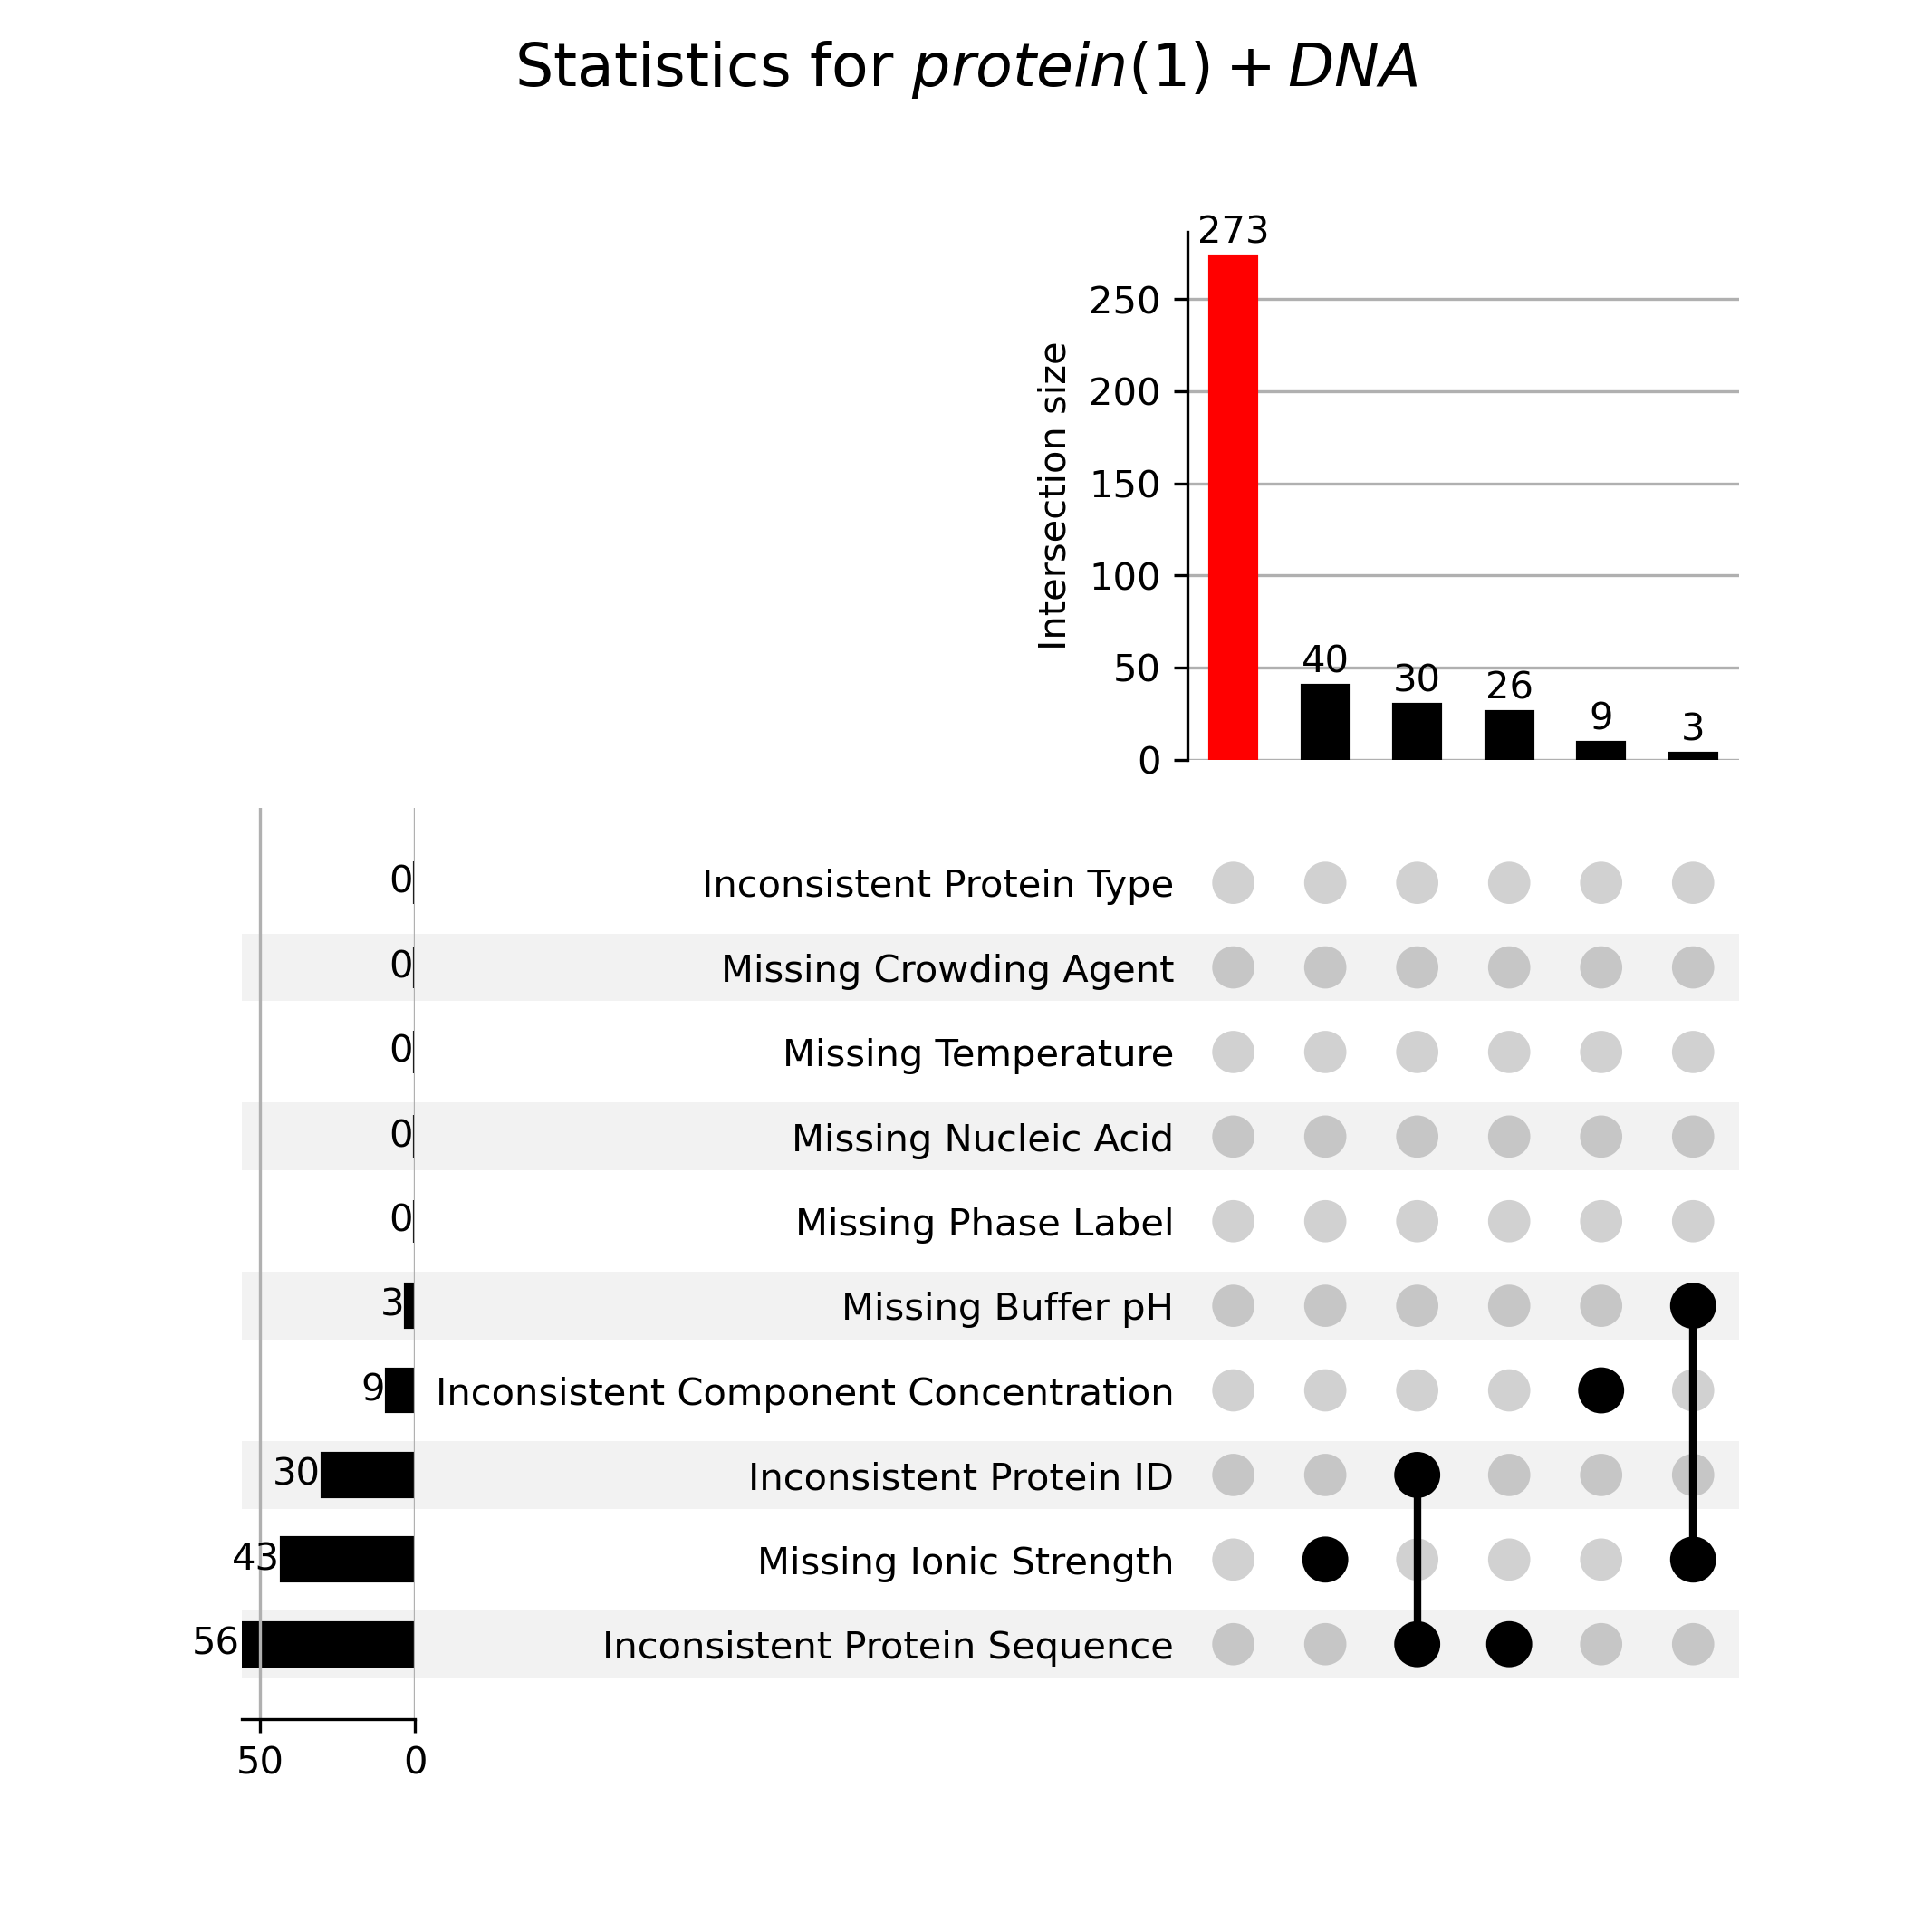 Statistics for protein(1) + DNA
273
250
200
150
100
50
0
Intersection size
40
30
26
9
3
0 Inconsistent Protein Type
0 Missing Crowding Agent
0 Missing Temperature
0 Missing Nucleic Acid
0 Missing Phase Label
3 Missing Buffer pH
9 Inconsistent Component Concentration
30 Inconsistent Protein ID
43 Missing Ionic Strength
56 Inconsistent Protein Sequence
50 0